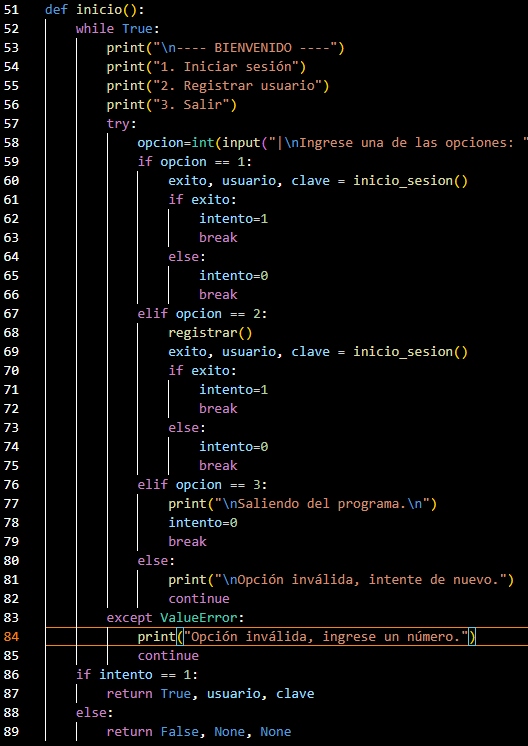 51 def inicio():
52     while True:
53         print("\n---- BIENVENIDO ----")
54         print("1. Iniciar sesión")
55         print("2. Registrar usuario")
56         print("3. Salir")
57         try:
58             opcion=int(input("|\nIngrese una de las opciones: "
59             if opcion == 1:
60                 exito, usuario, clave = inicio_sesion()
61                 if exito:
62                     intento=1
63                     break
64                 else:
65                     intento=0
66                     break
67             elif opcion == 2:
68                 registrar()
69                 exito, usuario, clave = inicio_sesion()
70                 if exito:
71                     intento=1
72                     break
73                 else:
74                     intento=0
75                     break
76             elif opcion == 3:
77                 print("\nSaliendo del programa.\n")
78                 intento=0
79                 break
80             else:
81                 print("\nOpción inválida, intente de nuevo.")
82                 continue
83         except ValueError:
84             print("Opción inválida, ingrese un número.")
85             continue
86     if intento == 1:
87         return True, usuario, clave
88     else:
89         return False, None, None